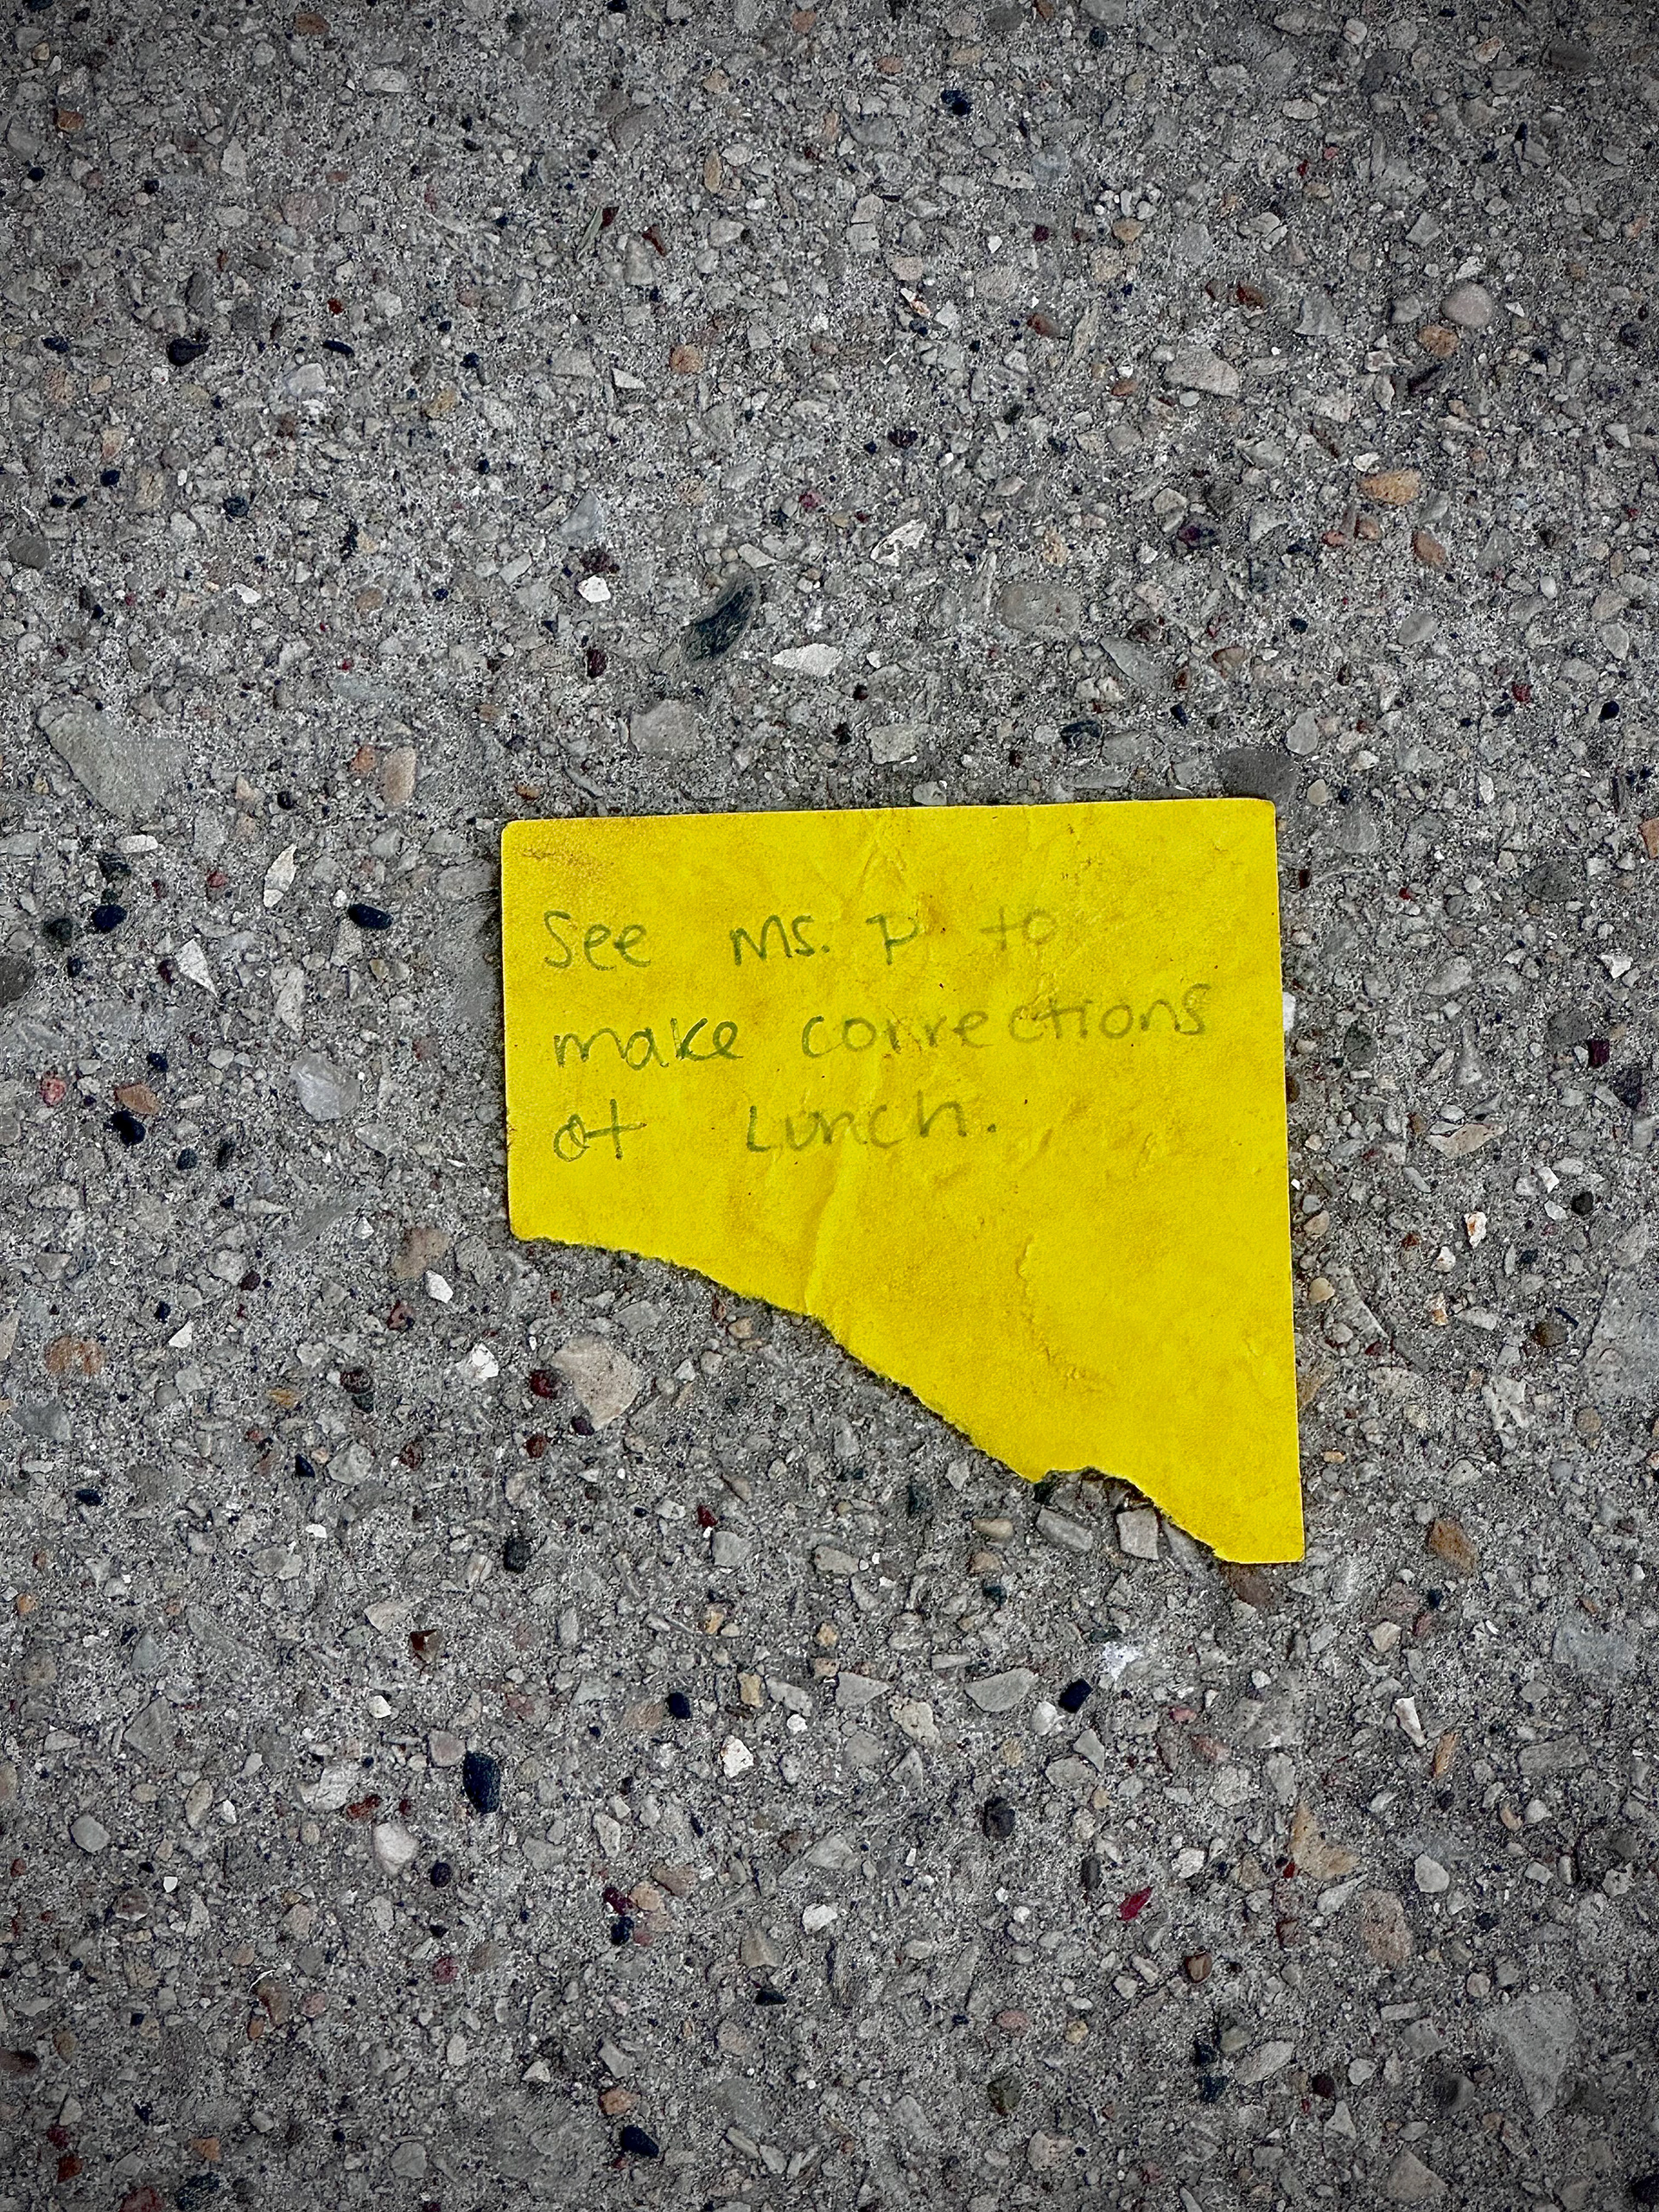 See Ms. P to
make corrections
at Lunch.